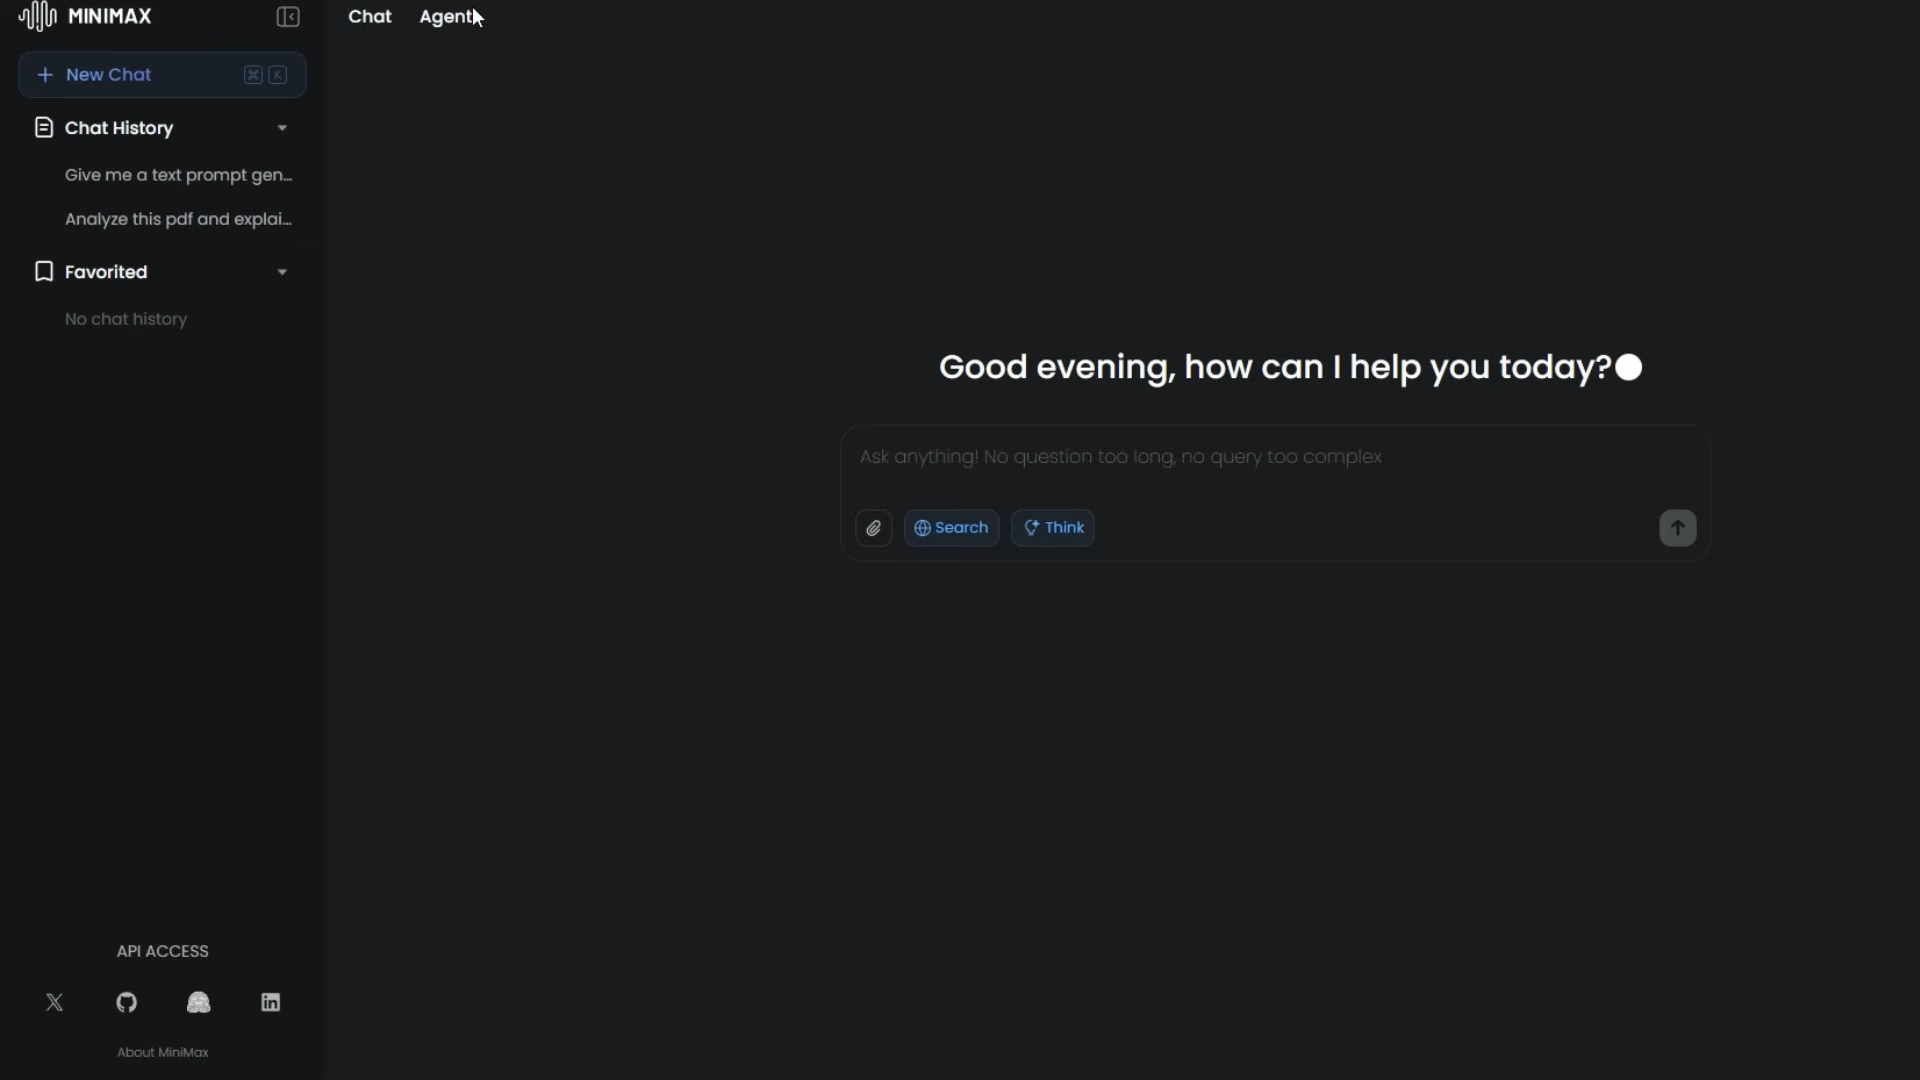 MINIMAX
Chat Agent
New Chat ⌘ K
Chat History
Give me a text prompt gen...
Analyze this pdf and explai...
Favorited
No chat history
Good evening, how can I help you today?
Ask anything! No question too long, no query too complex
Search Think
API ACCESS
About MiniMax